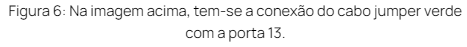 Figura 6: Na imagem acima, tem-se a conexão do cabo jumper verde
com a porta 13.